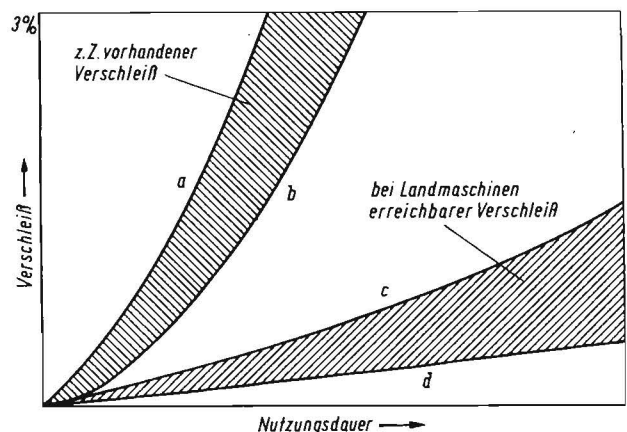 3%
z.Z. vorhandener
Verschleiß
a
b
bei Landmaschinen
erreichbarer Verschleiß
c
d
Verschleiß
Nutzungsdauer